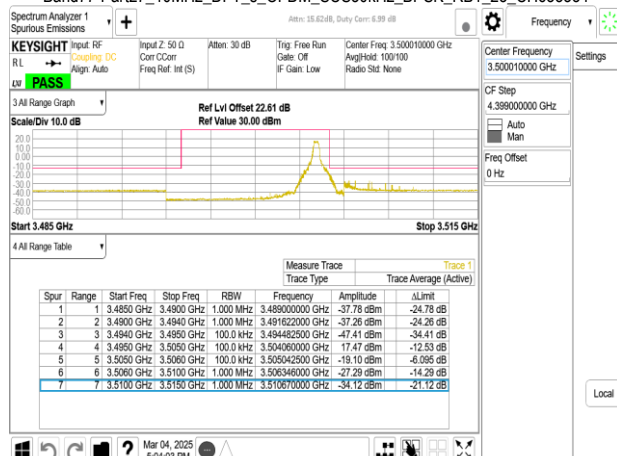 Spectrum Analyzer 1
Spurious Emissions
Attn: 15.62dB, Duty Corr: 6.99 dB
Frequency
KEYSIGHT
Input: RF
Input Z: 50 Ω
Atten: 30 dB
Trig: Free Run
Center Freq: 3.500010000 GHz
RL
Coupling: DC
Corr CCorr
Gate: Off
Avg|Hold: 100/100
Align: Auto
Freq Ref: Int (S)
IF Gain: Low
Radio Std: None
PASS
Center Frequency
Settings
3.500010000 GHz
CF Step
4.399000000 GHz
Auto
Man
Freq Offset
0 Hz
3 All Range Graph
Ref Lvl Offset 22.61 dB
Scale/Div 10.0 dB
Ref Value 30.00 dBm
20.0
10.0
0.00
-10.0
-20.0
-30.0
-40.0
-50.0
-60.0
Start 3.485 GHz
Stop 3.515 GHz
4 All Range Table
Measure Trace Trace 1
Trace Type Trace Average (Active)
Spur Range Start Freq Stop Freq RBW Frequency Amplitude ΔLimit
1 1 3.4850 GHz 3.4900 GHz 1.000 MHz 3.489000000 GHz -37.78 dBm -24.78 dB
2 2 3.4900 GHz 3.4940 GHz 1.000 MHz 3.491622000 GHz -37.26 dBm -24.26 dB
3 3 3.4940 GHz 3.4950 GHz 100.0 kHz 3.494482500 GHz -47.41 dBm -34.41 dB
4 4 3.4950 GHz 3.5050 GHz 100.0 kHz 3.504060000 GHz 17.47 dBm -12.53 dB
5 5 3.5050 GHz 3.5060 GHz 100.0 kHz 3.505042500 GHz -19.10 dBm -6.095 dB
6 6 3.5060 GHz 3.5100 GHz 1.000 MHz 3.506346000 GHz -27.29 dBm -14.29 dB
7 7 3.5100 GHz 3.5150 GHz 1.000 MHz 3.510670000 GHz -34.12 dBm -21.12 dB
Local
Mar 04, 2025